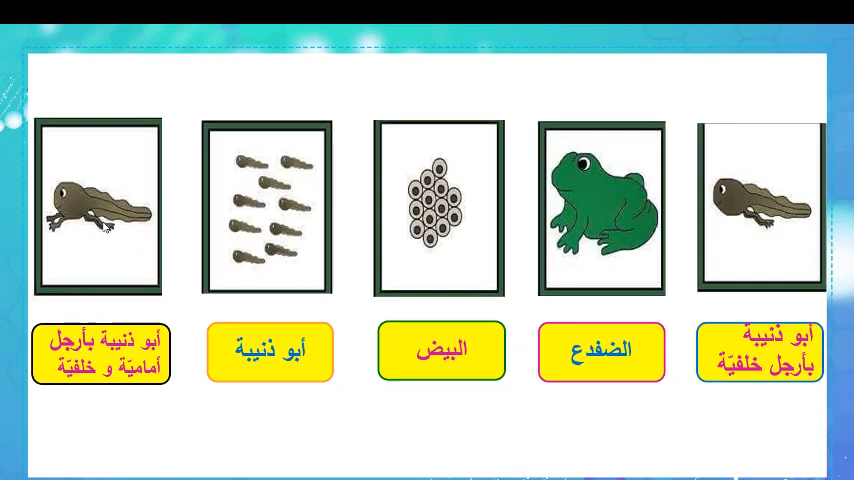 أبو ذنيبة
بأرجل خلفيّة
الضفدع
البيض
أبو ذنيبة
أبو ذنيبة بأرجل
أماميّة و خلفيّة